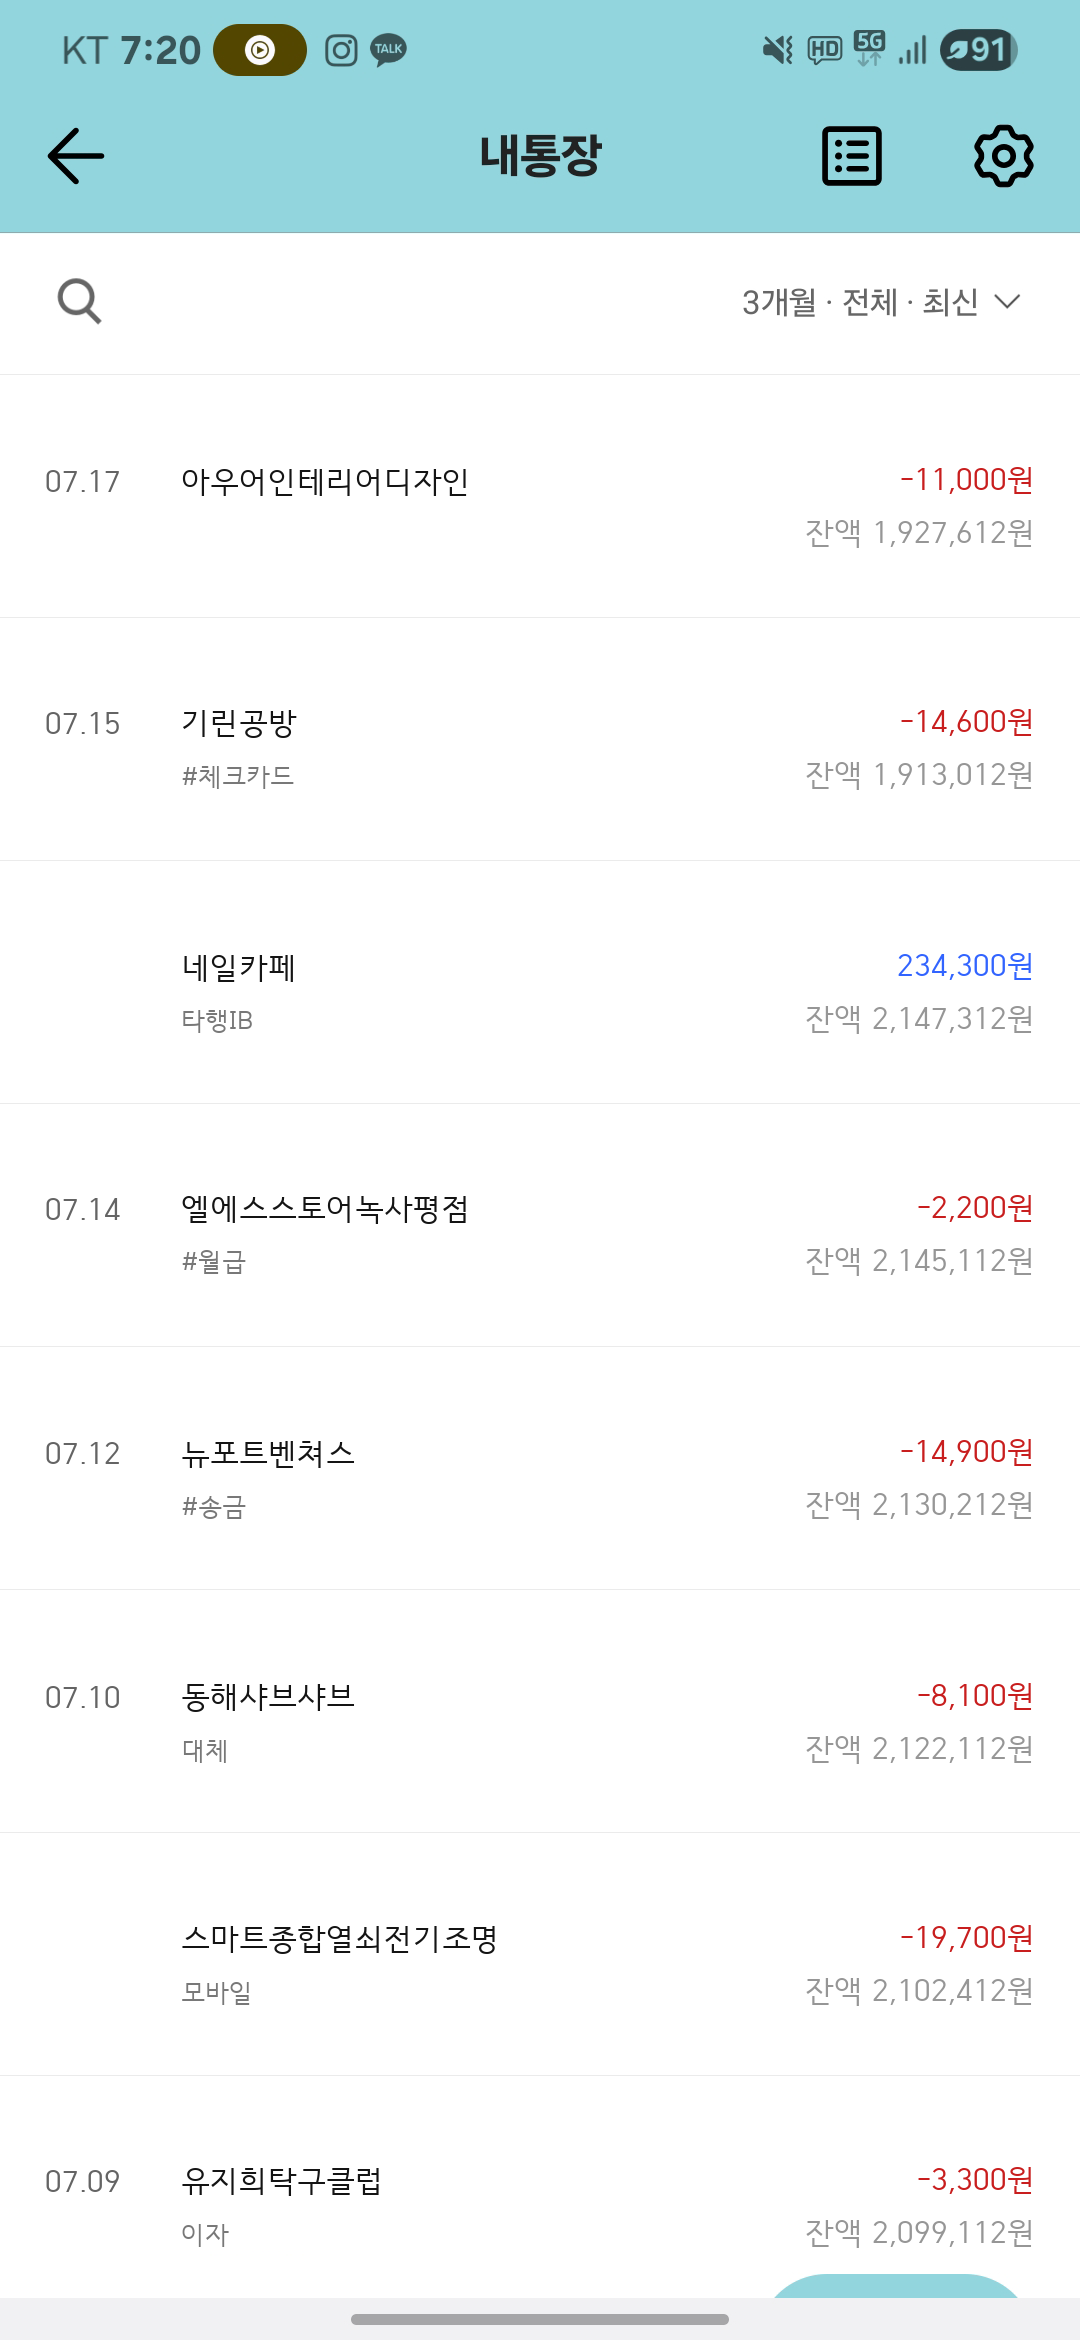 KT 7:20 TALK HD 5G 91
내통장
3개월 · 전체 · 최신
07.17 아우어인테리어디자인 -11,000원
잔액 1,927,612원
07.15 기린공방 -14,600원
#체크카드 잔액 1,913,012원
네일카페 234,300원
타행IB 잔액 2,147,312원
07.14 엘에스스토어녹사평점 -2,200원
#월급 잔액 2,145,112원
07.12 뉴포트벤쳐스 -14,900원
#송금 잔액 2,130,212원
07.10 동해샤브샤브 -8,100원
대체 잔액 2,122,112원
스마트종합열쇠전기조명 -19,700원
모바일 잔액 2,102,412원
07.09 유지희탁구클럽 -3,300원
이자 잔액 2,099,112원